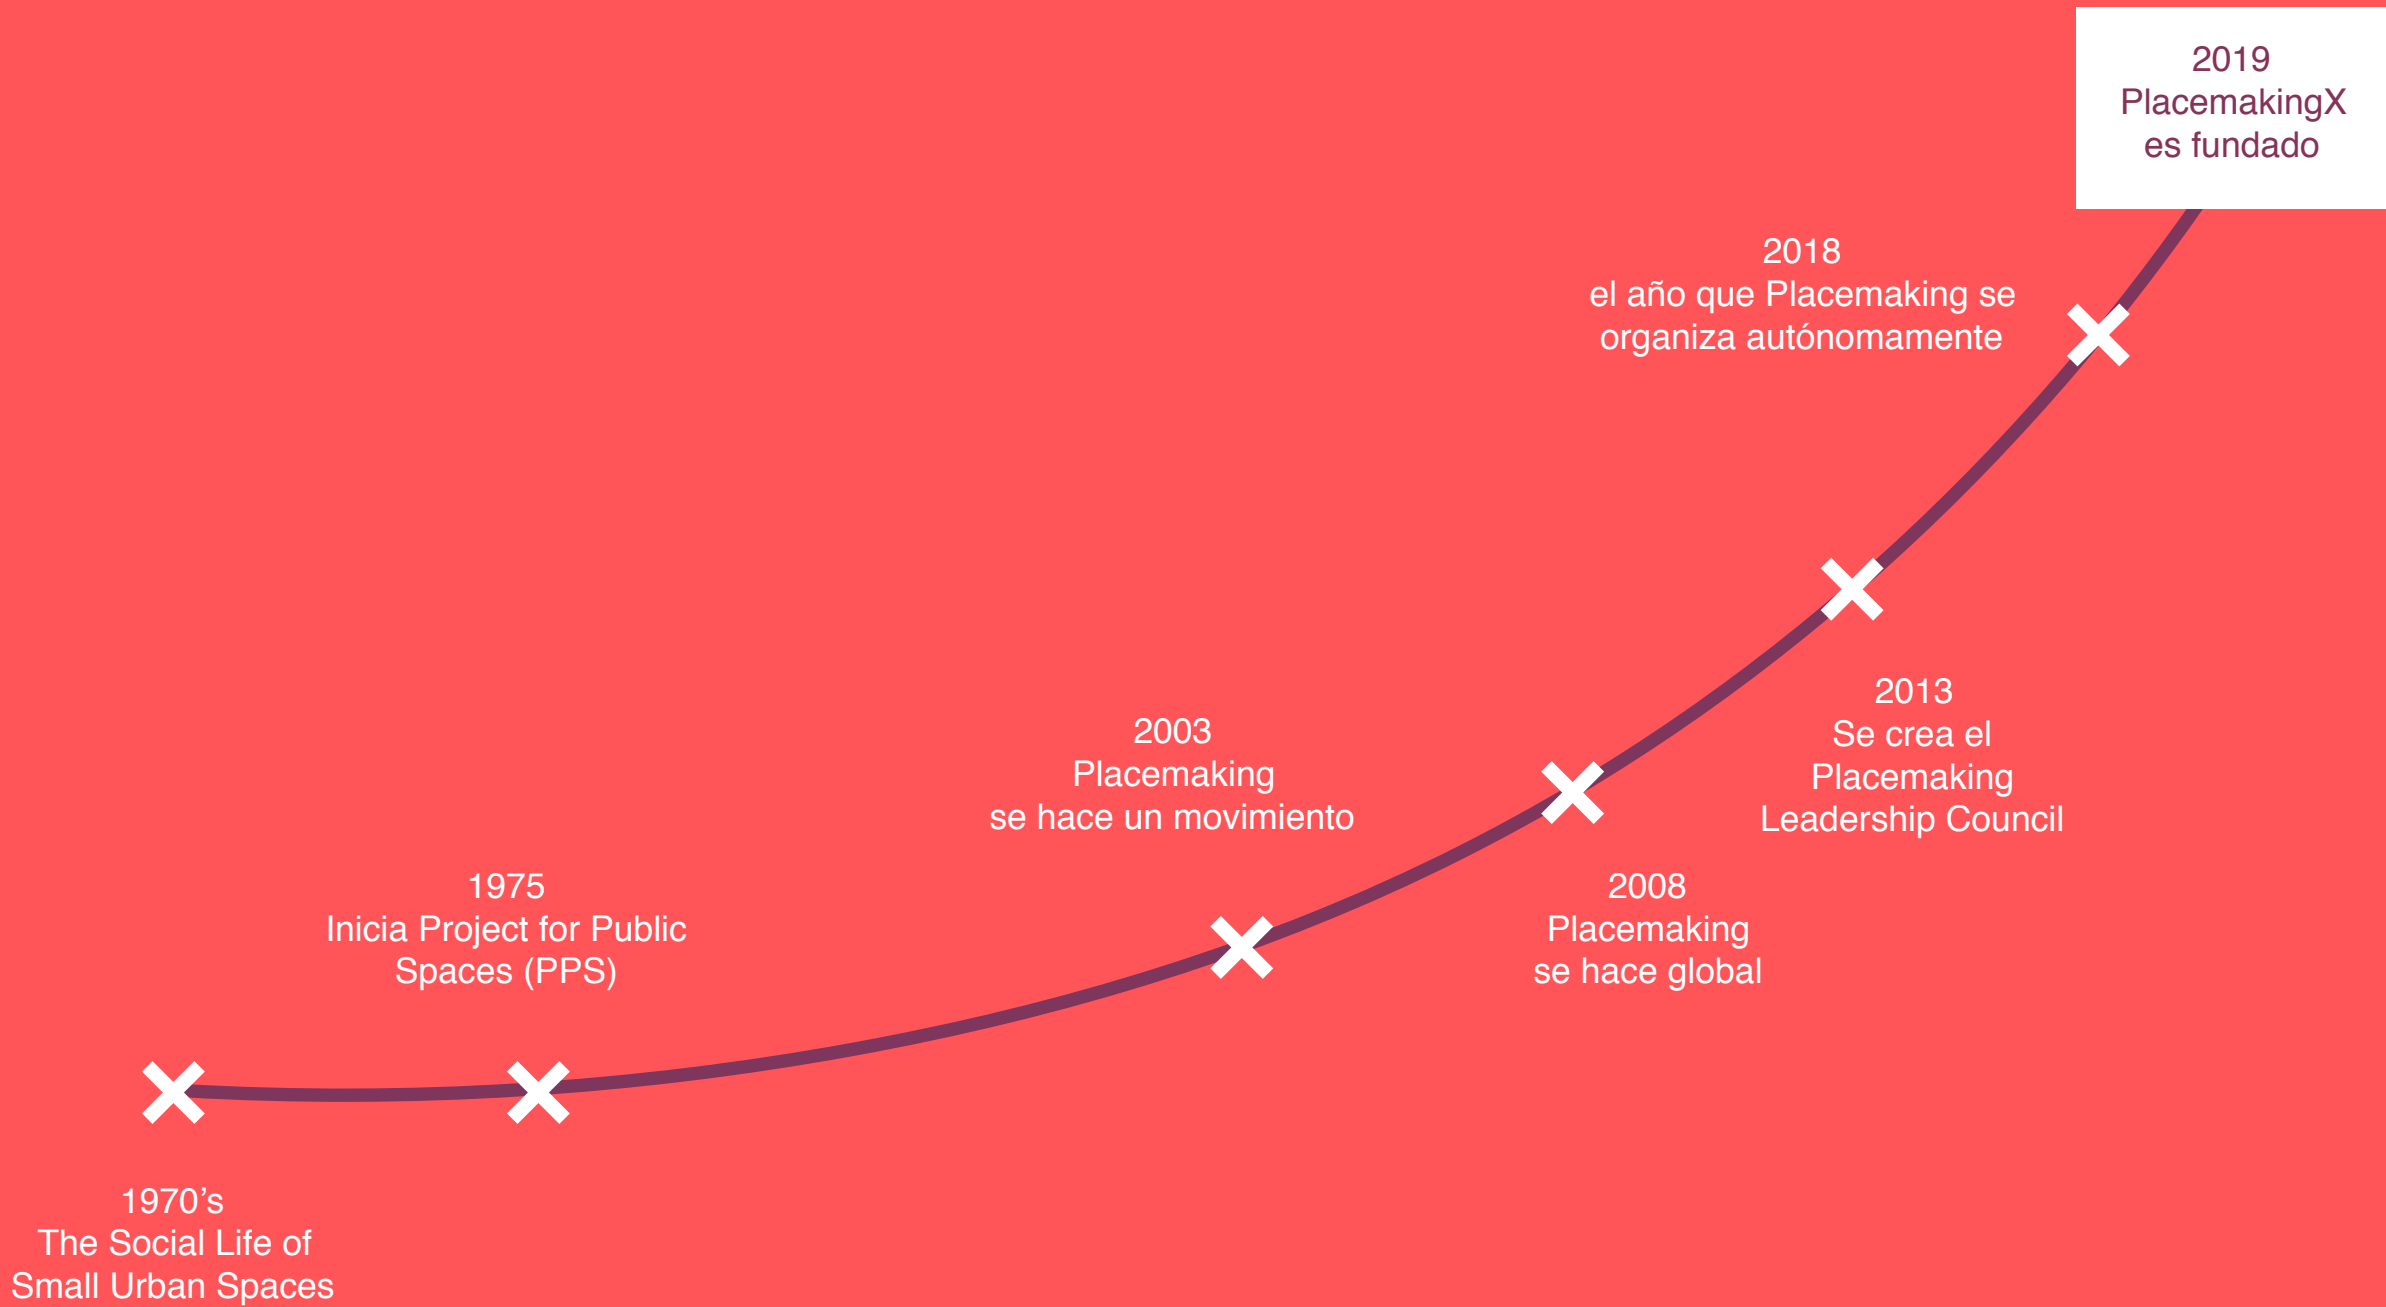 2019
PlacemakingX
es fundado
2018
el año que Placemaking se
organiza autónomamente
2013
Se crea el
Placemaking
Leadership Council
2003
Placemaking
se hace un movimiento
2008
Placemaking
se hace global
1975
Inicia Project for Public
Spaces (PPS)
1970’s
The Social Life of
Small Urban Spaces